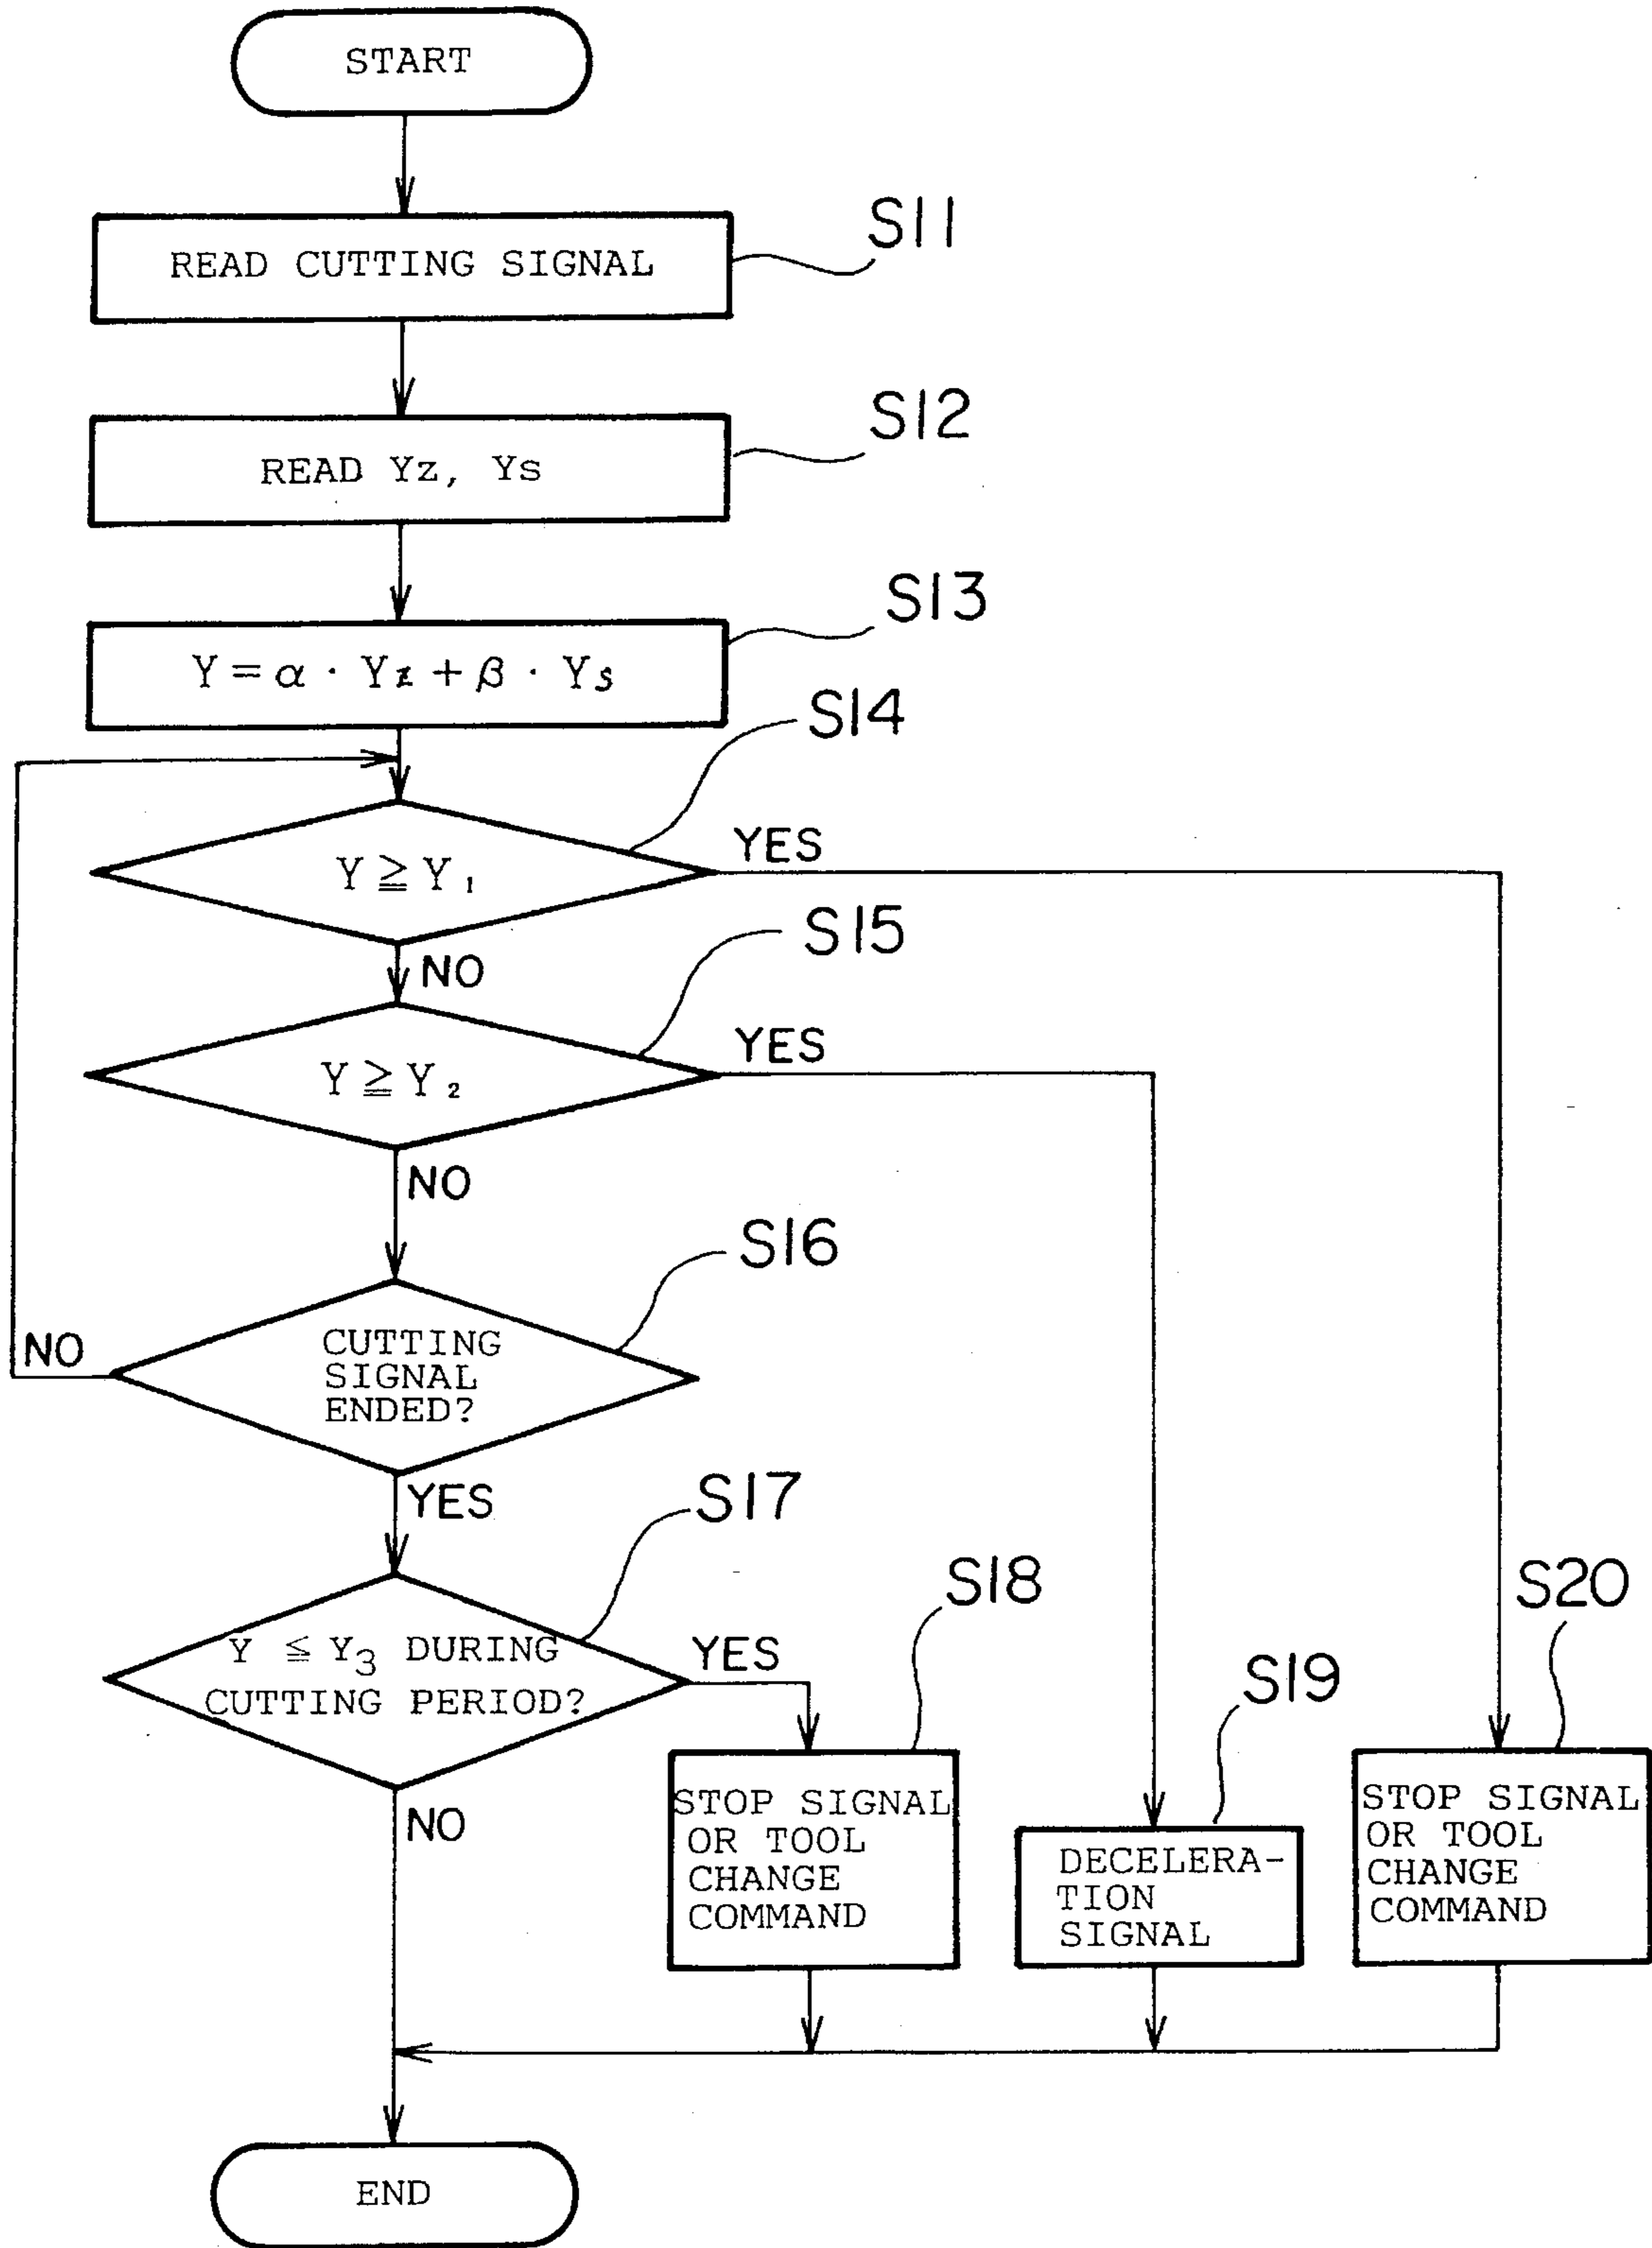 START
S11
READ CUTTING SIGNAL
S12
READ Yz, Ys
S13
Y = α · Yz + β · Ys
S14
Y ≧ Y₁
YES
NO
S15
Y ≧ Y₂
YES
NO
S16
CUTTING
SIGNAL
ENDED?
NO
YES
S17
Y ≦ Y₃ DURING
CUTTING PERIOD?
YES
NO
S18
STOP SIGNAL
OR TOOL
CHANGE
COMMAND
S19
DECELERA-
TION
SIGNAL
S20
STOP SIGNAL
OR TOOL
CHANGE
COMMAND
END